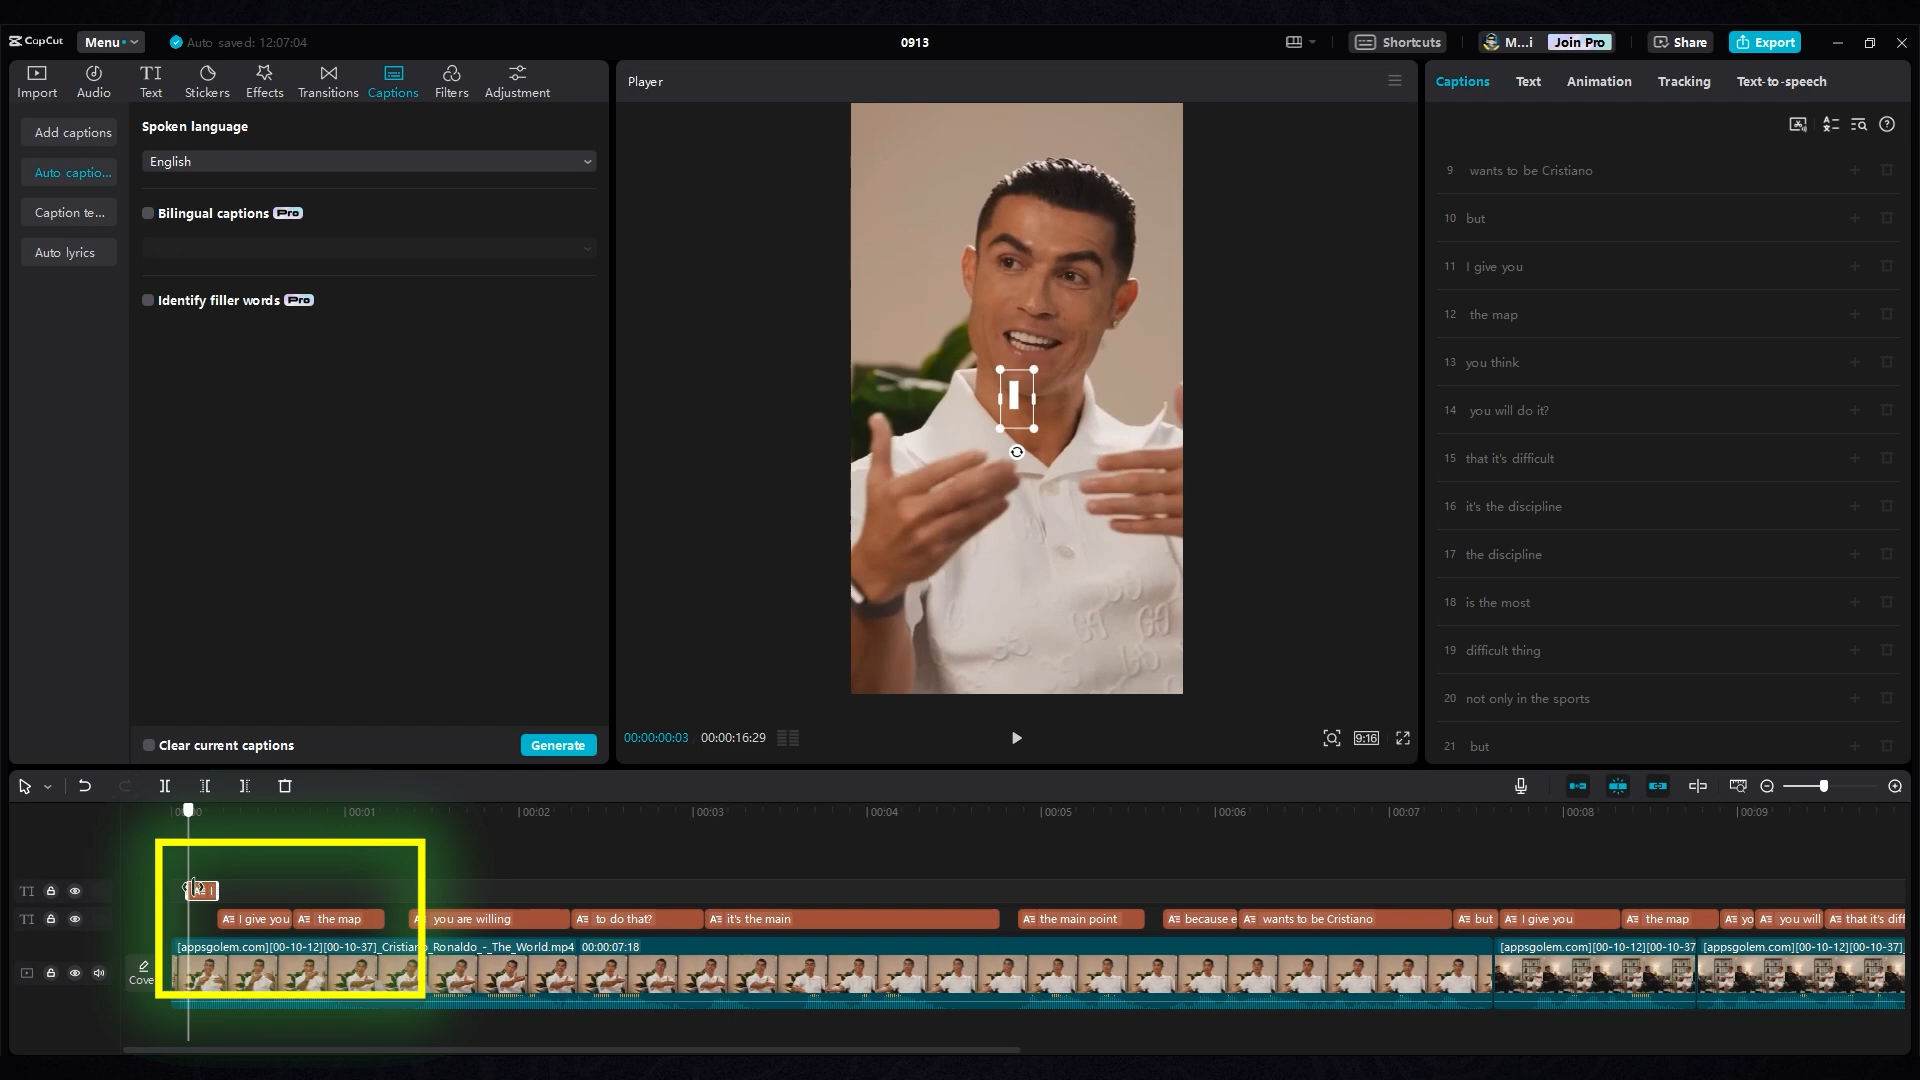 CapCut
Menu
Auto saved: 12:07:04
0913
Shortcuts
M...i
Join Pro
Share
Export
Import
Audio
TI
Text
Stickers
Effects
Transitions
Captions
Filters
Adjustment
Add captions
Auto captio...
Caption te...
Auto lyrics
Spoken language
English
Bilingual captions Pro
Identify filler words Pro
Clear current captions
Generate
Player
I
00:00:00:03
00:00:16:29
9:16
Captions
Text
Animation
Tracking
Text-to-speech
9 wants to be Cristiano
10 but
11 I give you
12 the map
13 you think
14 you will do it?
15 that it's difficult
16 it's the discipline
17 the discipline
18 is the most
19 difficult thing
20 not only in the sports
21 but
00:01
00:02
00:03
00:04
00:05
00:06
00:07
00:08
00:09
TI
I
TI
I give you
the map
you are willing
to do that?
it's the main
the main point
because e
wants to be Cristiano
but
I give you
the map
yo
you will
that it's diff
[appsgolem.com][00-10-12][00-10-37]_Cristiano_Ronaldo_-_The_World.mp4 00:00:07:18
[appsgolem.com][00-10-12][00-10-37
[appsgolem.com][00-10-12][00-10-37]_
Cove